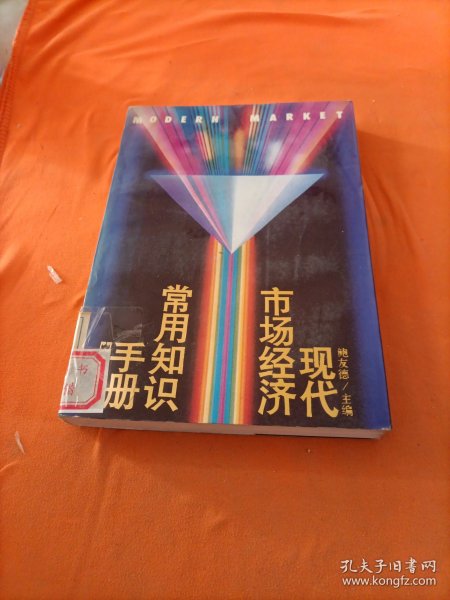 MODERN MARKET
现代
市场经济
常用知识
手册
鲍友德/主编
书
孔夫子旧书网
www.kongfz.com